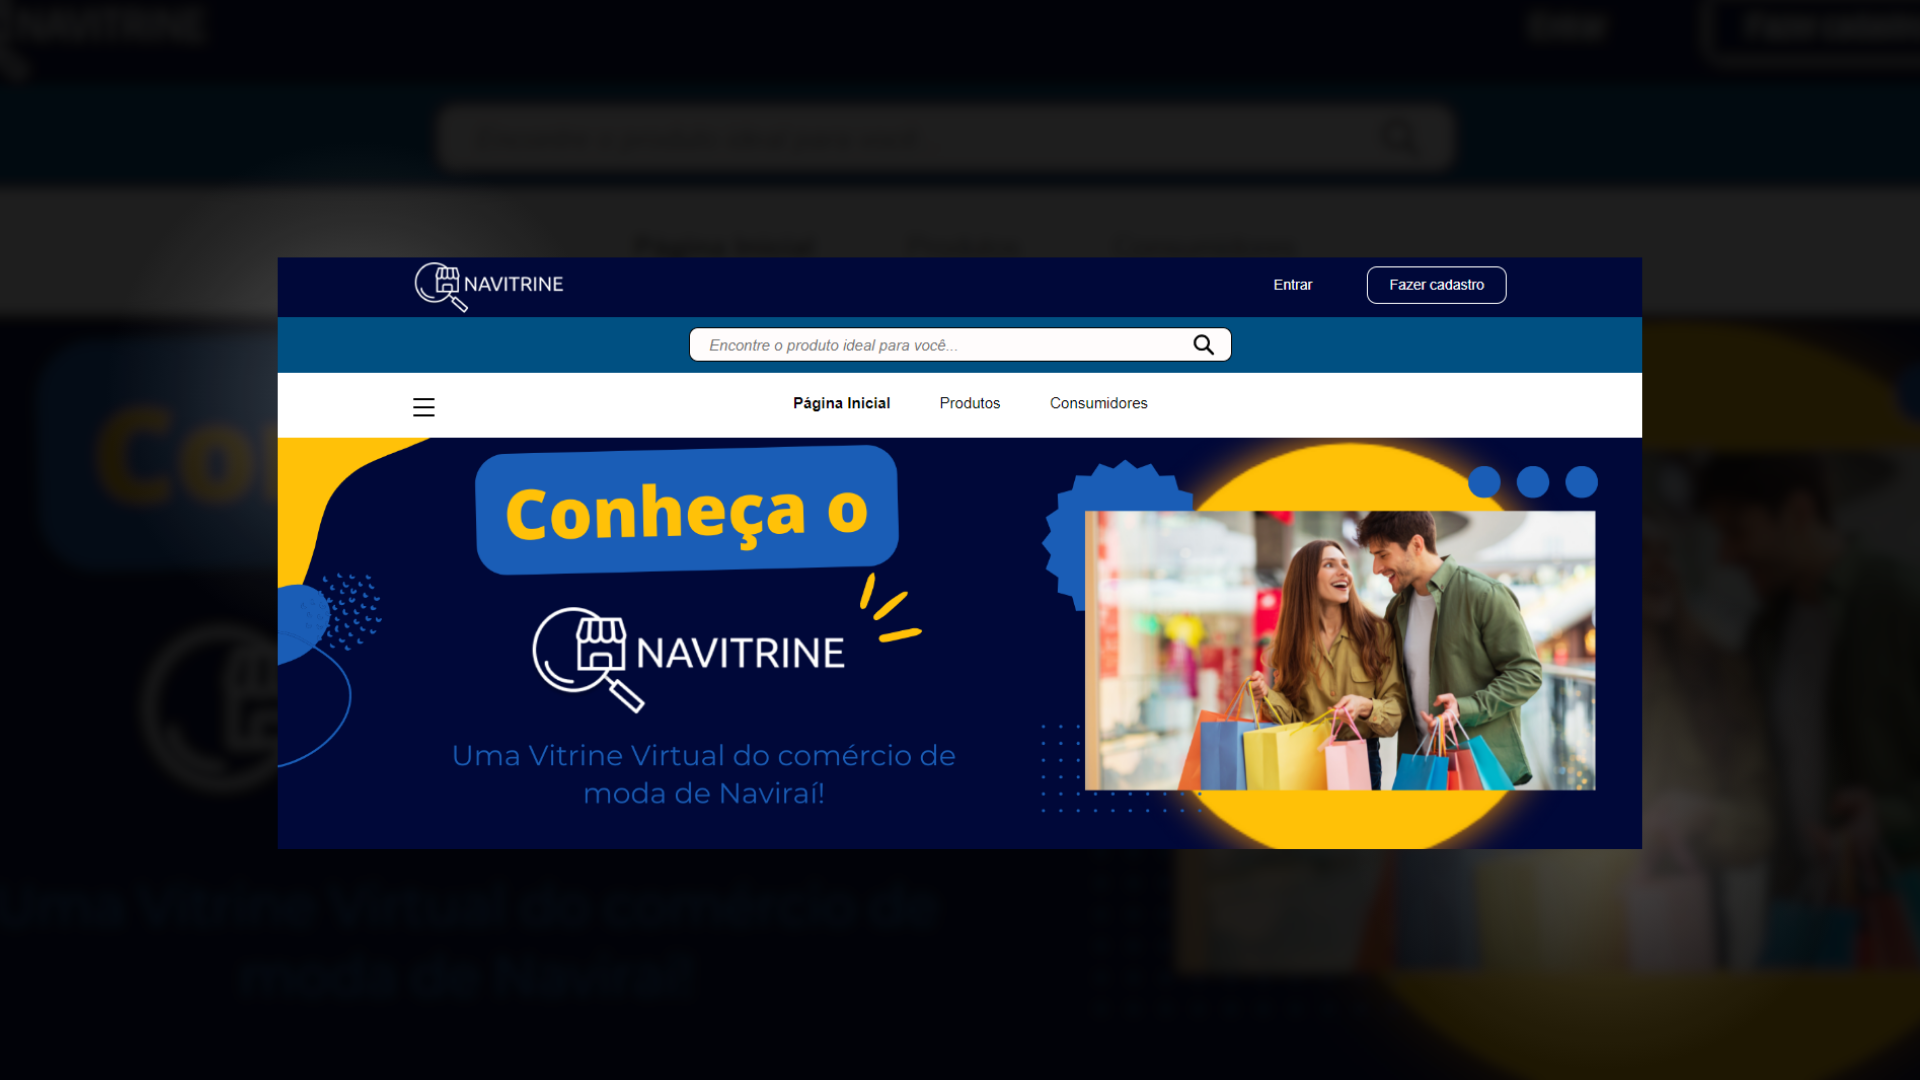 NAVITRINE
Entrar
Fazer cadastro
Encontre o produto ideal para você...
Página Inicial
Produtos
Consumidores
Conheça o
NAVITRINE
Uma Vitrine Virtual do comércio de
moda de Naviraí!